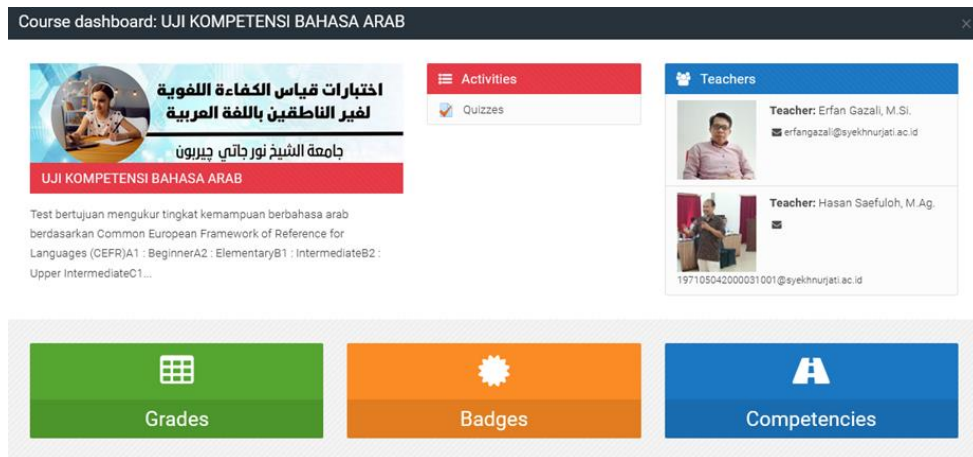 Course dashboard: UJI KOMPETENSI BAHASA ARAB
اختبارات قياس الكفاءة اللغوية
لغير الناطقين باللغة العربية
جامعة الشيخ نور جاتي چيربون
UJI KOMPETENSI BAHASA ARAB
Test bertujuan mengukur tingkat kemampuan berbahasa arab
berdasarkan Common European Framework of Reference for
Languages (CEFR)A1 : BeginnerA2 : ElementaryB1 : IntermediateB2 :
Upper IntermediateC1...
Activities
Quizzes
Teachers
Teacher: Erfan Gazali, M.Si.
erfangazali@syekhnurjati.ac.id
Teacher: Hasan Saefuloh, M.Ag.
197105042000031001@syekhnurjati.ac.id
Grades
Badges
Competencies